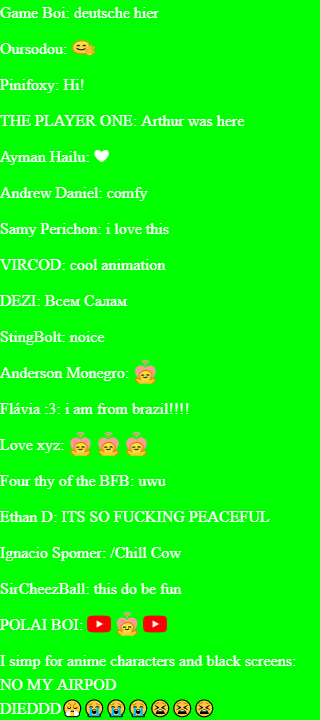 Game Boi: deutsche hier
Oursodou:
Pinifoxy: Hi!
THE PLAYER ONE: Arthur was here
Ayman Hailu: 🤍
Andrew Daniel: comfy
Samy Perichon: i love this
VIRCOD: cool animation
DEZI: Всем Салам
StingBolt: noice
Anderson Monegro:
Flávia :3: i am from brazil!!!!
Love xyz:
Four thy of the BFB: uwu
Ethan D: ITS SO FUCKING PEACEFUL
Ignacio Spomer: /Chill Cow
SirCheezBall: this do be fun
POLAI BOI:
I simp for anime characters and black screens:
NO MY AIRPOD
DIEDDD😤😭😭😭😫😫😫